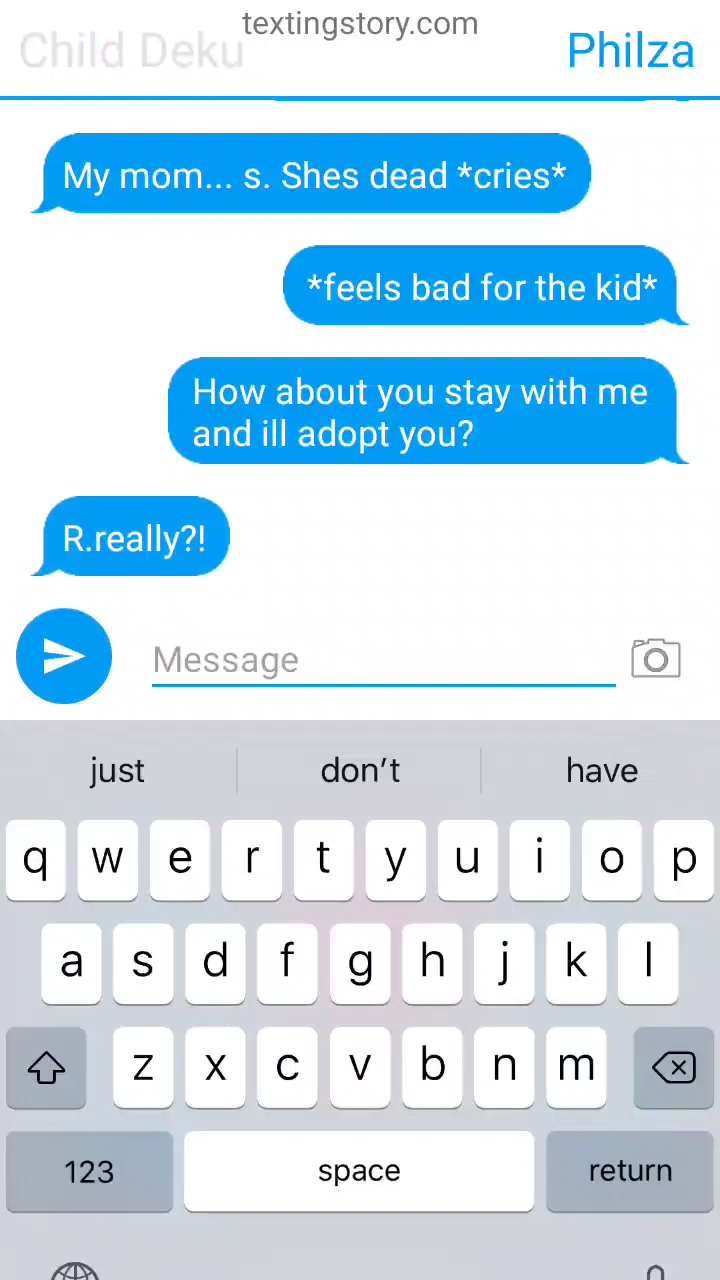 textingstory.com
Child Deku Philza
My mom... s. Shes dead *cries*
*feels bad for the kid*
How about you stay with me
and ill adopt you?
R.really?!
Message
just don't have
q w e r t y u i o p
a s d f g h j k l
z x c v b n m
123 space return